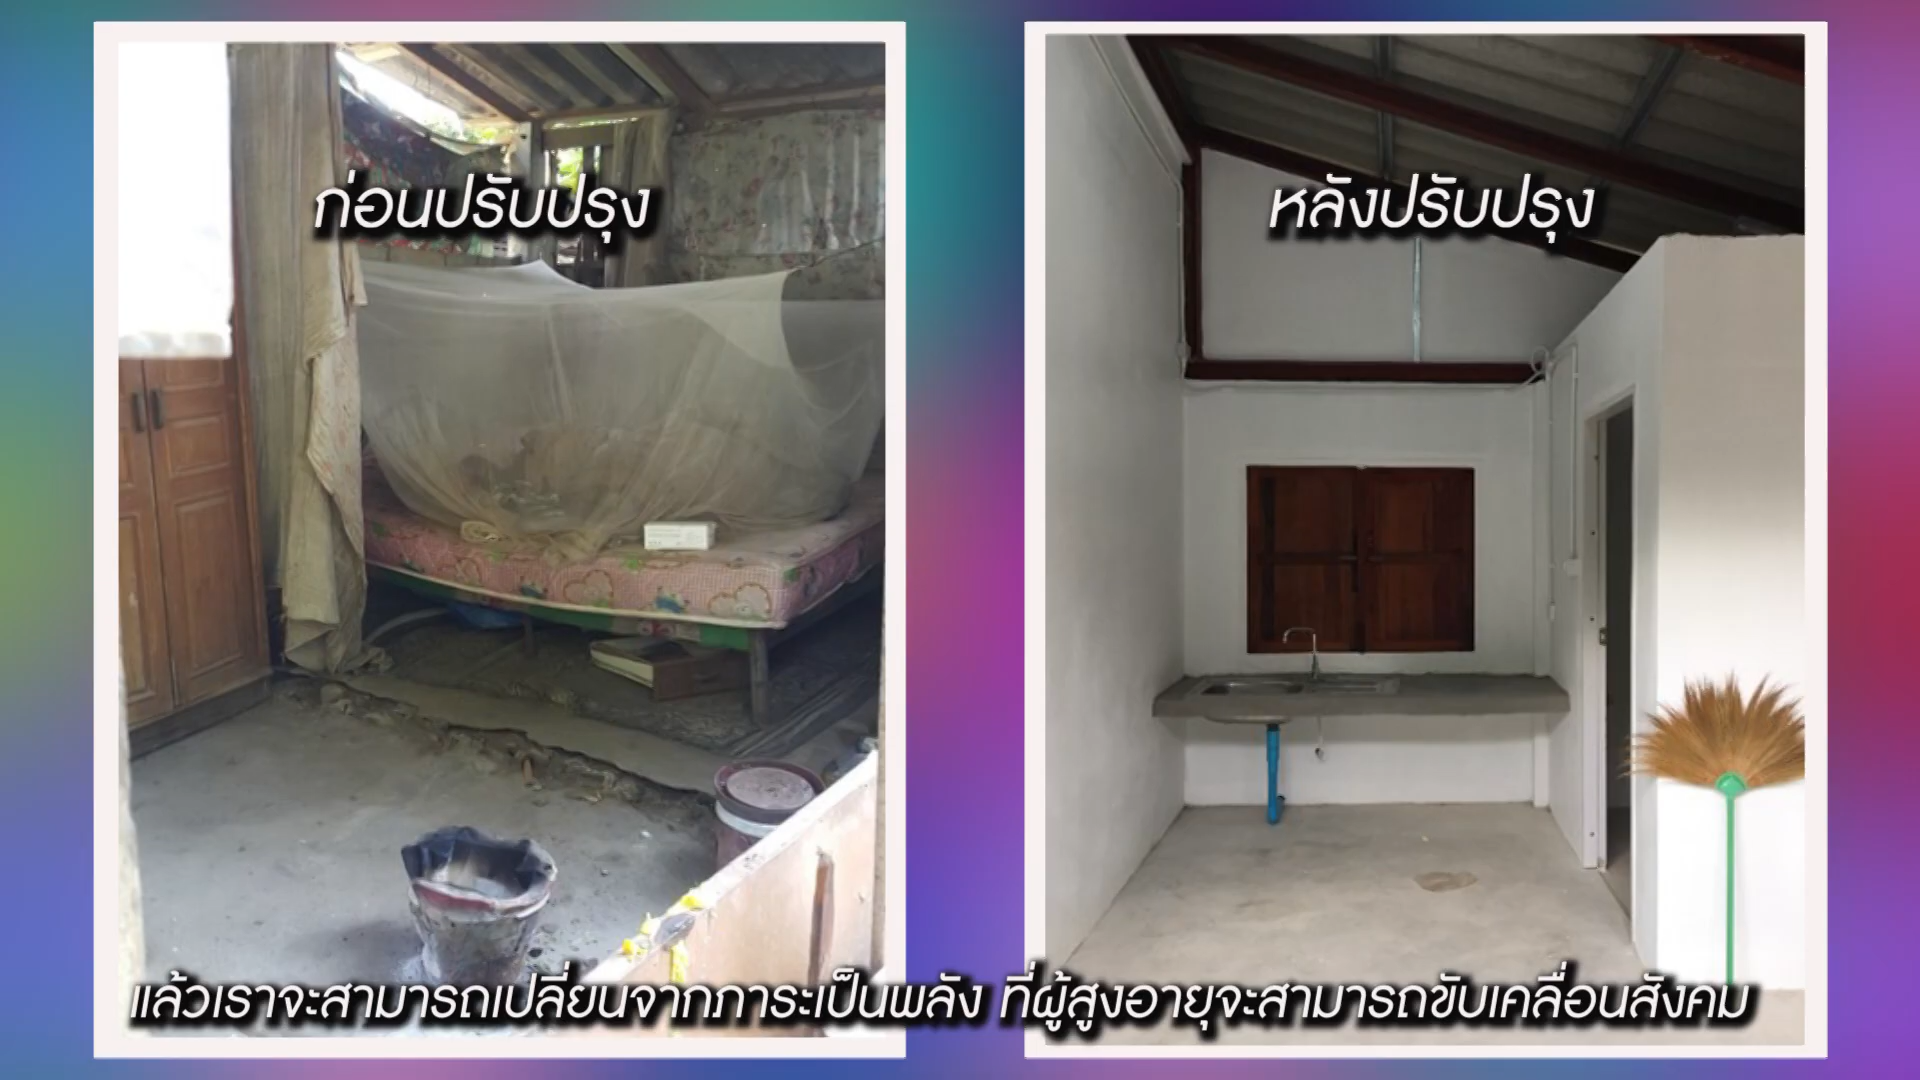 ก่อนปรับปรุง
หลังปรับปรุง
แล้วเราจะสามารถเปลี่ยนจากภาระเป็นพลัง ที่ผู้สูงอายุจะสามารถขับเคลื่อนสังคม